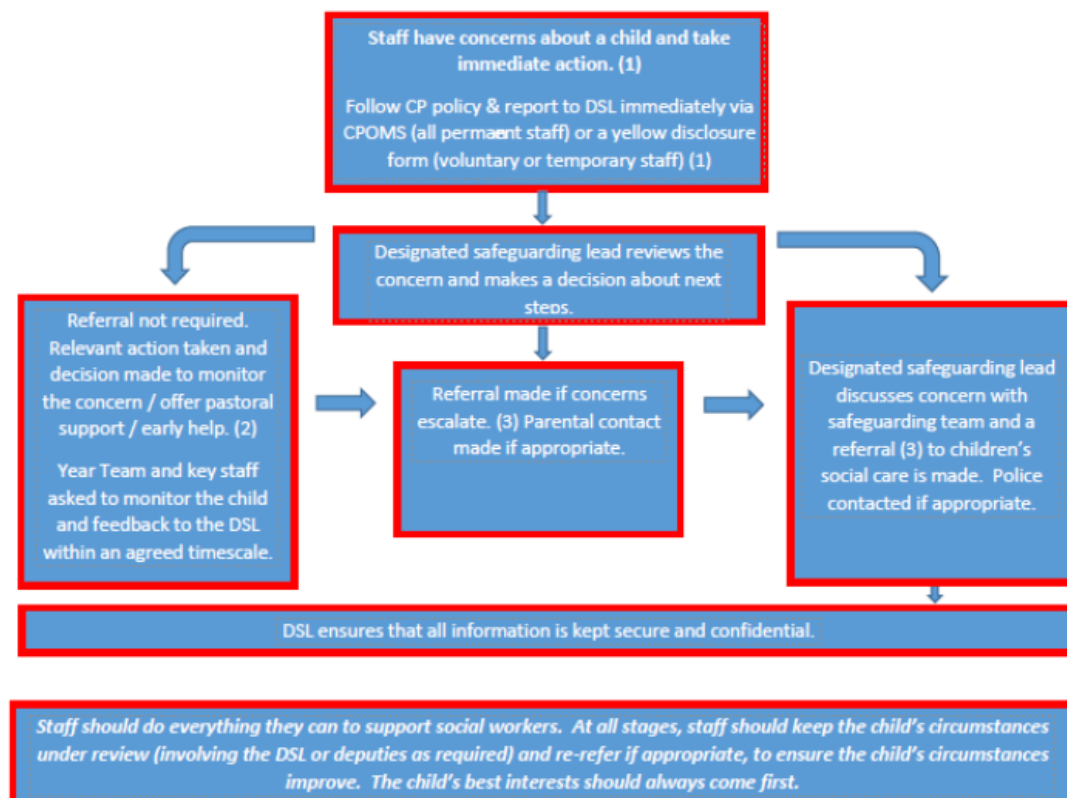 Staff have concerns about a child and take
immediate action. (1)
Follow CP policy & report to DSL immediately via
CPOMS (all permanent staff) or a yellow disclosure
form (voluntary or temporary staff) (1)
Designated safeguarding lead reviews the
concern and makes a decision about next
steps.
Referral not required.
Relevant action taken and
decision made to monitor
the concern / offer pastoral
support / early help. (2)
Year Team and key staff
asked to monitor the child
and feedback to the DSL
within an agreed timescale.
Referral made if concerns
escalate. (3) Parental contact
made if appropriate.
Designated safeguarding lead
discusses concern with
safeguarding team and a
referral (3) to children's
social care is made.  Police
contacted if appropriate.
DSL ensures that all information is kept secure and confidential.
Staff should do everything they can to support social workers.  At all stages, staff should keep the child's circumstances
under review (involving the DSL or deputies as required) and re-refer if appropriate, to ensure the child's circumstances
improve.  The child's best interests should always come first.